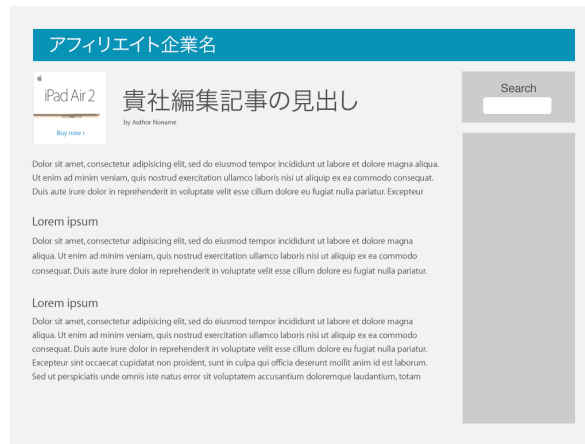 アフィリエイト企業名
iPad Air 2
Buy now ›
貴社編集記事の見出し
by Author Noname
Search
Dolor sit amet, consectetur adipisicing elit, sed do eiusmod tempor incididunt ut labore et dolore magna aliqua.
Ut enim ad minim veniam, quis nostrud exercitation ullamco laboris nisi ut aliquip ex ea commodo consequat.
Duis aute irure dolor in reprehenderit in voluptate velit esse cillum dolore eu fugiat nulla pariatur. Excepteur
Lorem ipsum
Dolor sit amet, consectetur adipisicing elit, sed do eiusmod tempor incididunt ut labore et dolore magna
aliqua. Ut enim ad minim veniam, quis nostrud exercitation ullamco laboris nisi ut aliquip ex ea commodo
consequat. Duis aute irure dolor in reprehenderit in voluptate velit esse cillum dolore eu fugiat nulla pariatur.
Lorem ipsum
Dolor sit amet, consectetur adipisicing elit, sed do eiusmod tempor incididunt ut labore et dolore magna
aliqua. Ut enim ad minim veniam, quis nostrud exercitation ullamco laboris nisi ut aliquip ex ea commodo
consequat. Duis aute irure dolor in reprehenderit in voluptate velit esse cillum dolore eu fugiat nulla pariatur.
Excepteur sint occaecat cupidatat non proident, sunt in culpa qui officia deserunt mollit anim id est laborum.
Sed ut perspiciatis unde omnis iste natus error sit voluptatem accusantium doloremque laudantium, totam